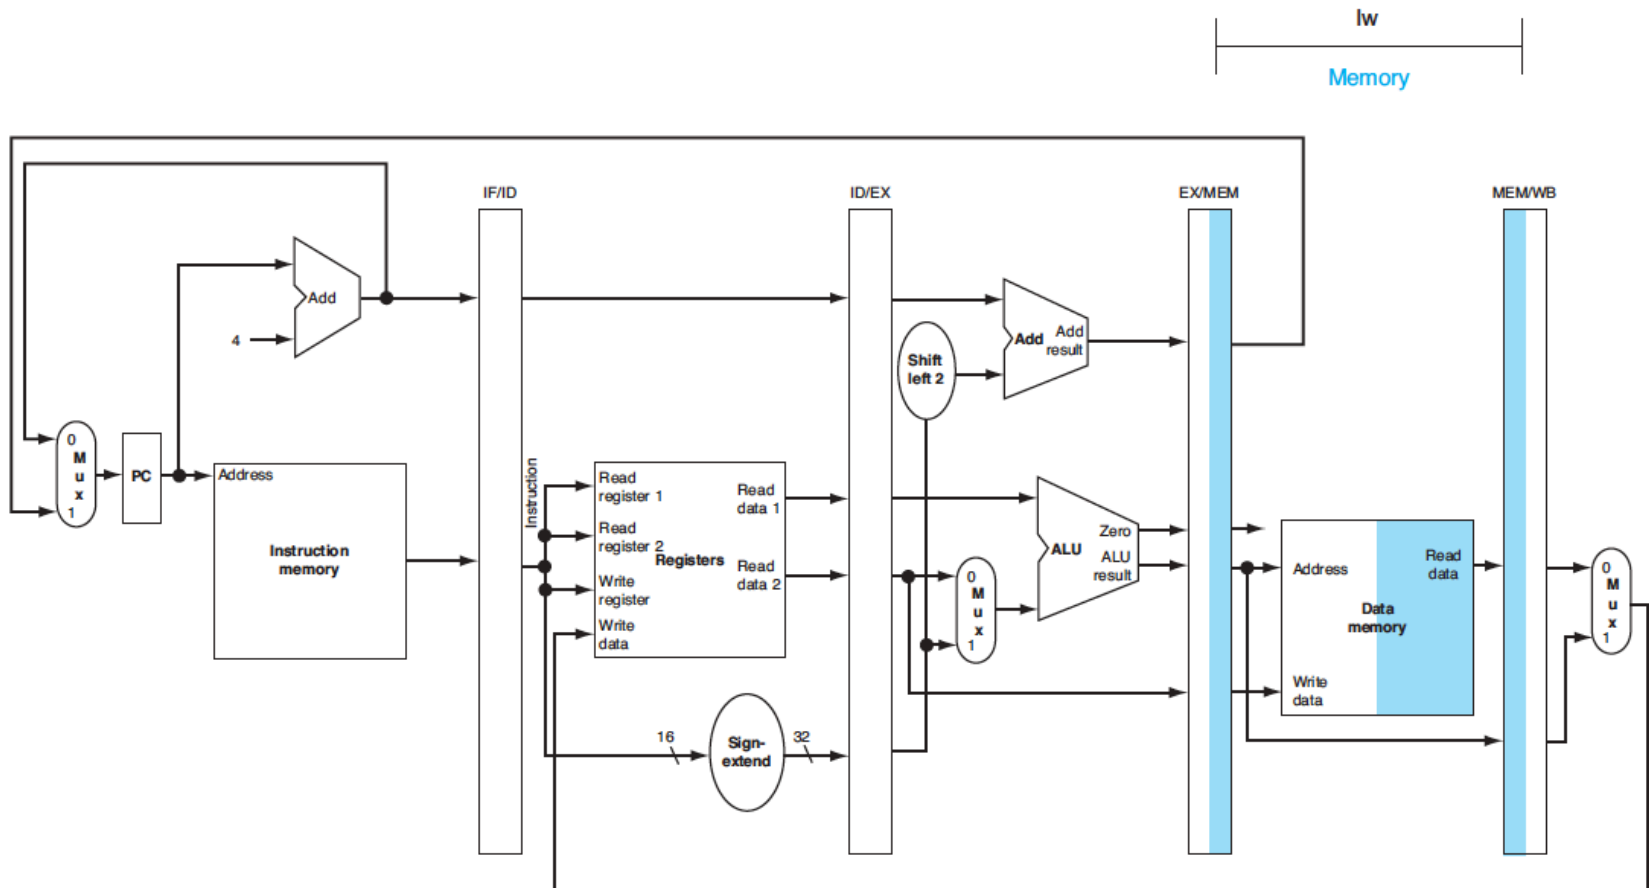 lw
Memory
IF/ID
ID/EX
EX/MEM
MEM/WB
Add
4
Shift
left 2
Add
Add
result
0
M
u
x
1
PC
Address
Instruction
memory
Instruction
Read
register 1
Read
register 2
Write
register
Write
data
Registers
Read
data 1
Read
data 2
16
Sign-
extend
32
0
M
u
x
1
ALU
Zero
ALU
result
Address
Read
data
Data
memory
Write
data
0
M
u
x
1